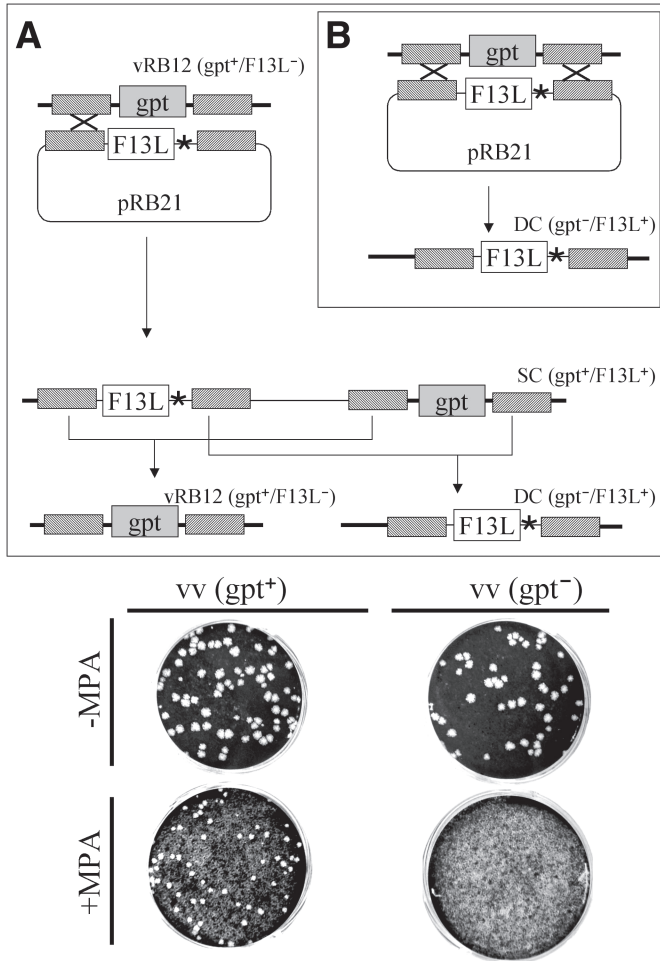 A
vRB12 (gpt⁺/F13L⁻)
gpt
F13L *
pRB21
B
gpt
F13L *
pRB21
DC (gpt⁻/F13L⁺)
F13L *
SC (gpt⁺/F13L⁺)
F13L *
gpt
vRB12 (gpt⁺/F13L⁻)
gpt
DC (gpt⁻/F13L⁺)
F13L *
vv (gpt⁺)
vv (gpt⁻)
-MPA
+MPA